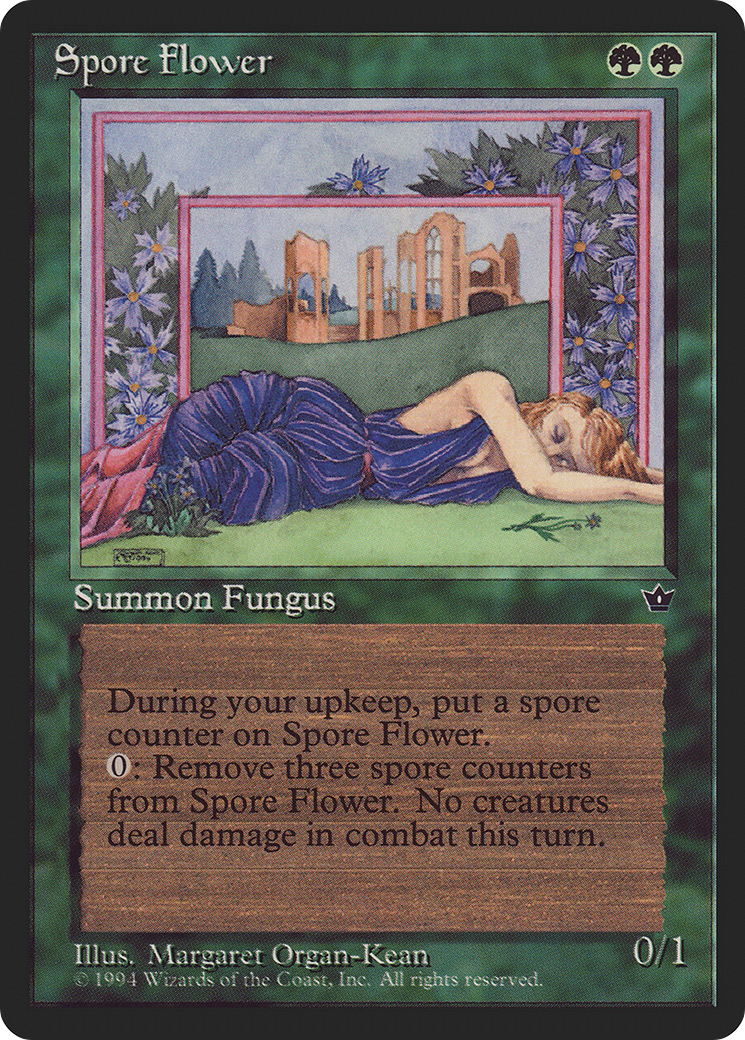 Spore Flower
Summon Fungus
During your upkeep, put a spore
counter on Spore Flower.
0: Remove three spore counters
from Spore Flower. No creatures
deal damage in combat this turn.
Illus. Margaret Organ-Kean
0/1
© 1994 Wizards of the Coast, Inc. All rights reserved.